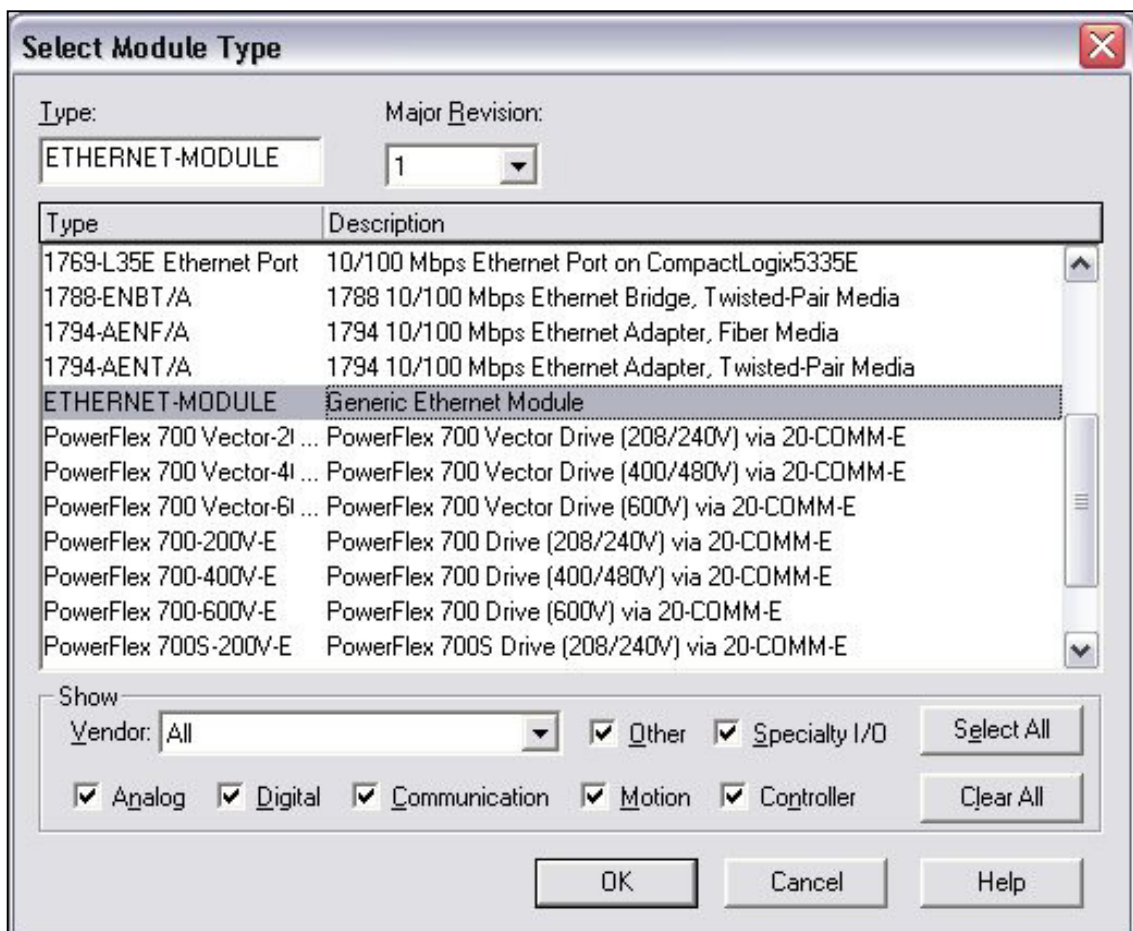 Select Module Type
Type: Major Revision:
ETHERNET-MODULE 1
Type Description
1769-L35E Ethernet Port 10/100 Mbps Ethernet Port on CompactLogix5335E
1788-ENBT/A 1788 10/100 Mbps Ethernet Bridge, Twisted-Pair Media
1794-AENF/A 1794 10/100 Mbps Ethernet Adapter, Fiber Media
1794-AENT/A 1794 10/100 Mbps Ethernet Adapter, Twisted-Pair Media
ETHERNET-MODULE Generic Ethernet Module
PowerFlex 700 Vector-2( ... PowerFlex 700 Vector Drive (208/240V) via 20-COMM-E
PowerFlex 700 Vector-4( ... PowerFlex 700 Vector Drive (400/480V) via 20-COMM-E
PowerFlex 700 Vector-6( ... PowerFlex 700 Vector Drive (600V) via 20-COMM-E
PowerFlex 700-200V-E PowerFlex 700 Drive (208/240V) via 20-COMM-E
PowerFlex 700-400V-E PowerFlex 700 Drive (400/480V) via 20-COMM-E
PowerFlex 700-600V-E PowerFlex 700 Drive (600V) via 20-COMM-E
PowerFlex 700S-200V-E PowerFlex 700S Drive (208/240V) via 20-COMM-E
Show
Vendor: All Other Specialty I/O Select All
Analog Digital Communication Motion Controller Clear All
OK Cancel Help